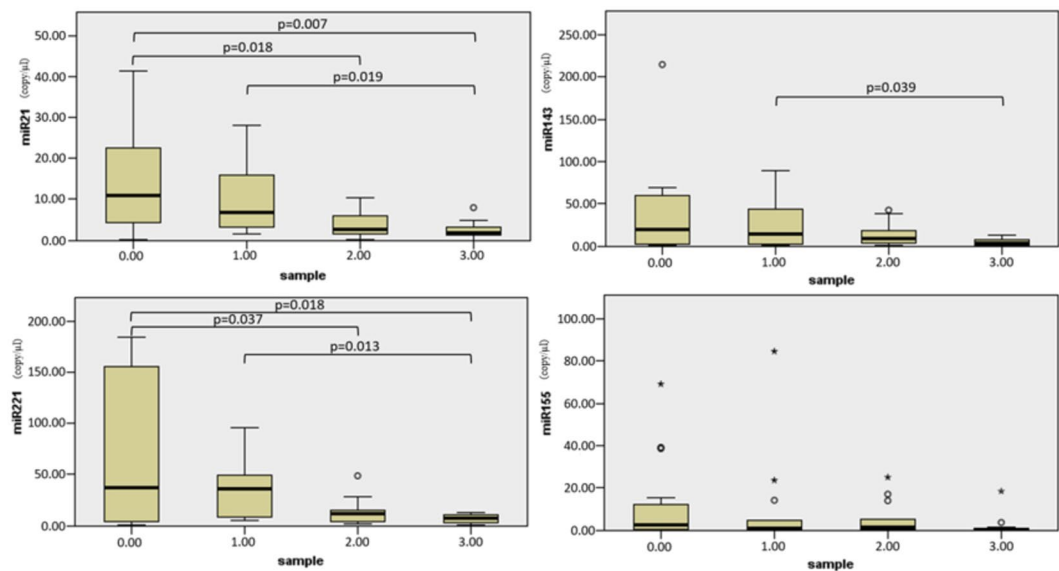 p=0.007
p=0.018
p=0.019
miR21 (copy/µl)
50.00
40.00
30.00
20.00
10.00
0.00
0.00 1.00 2.00 3.00
sample
p=0.039
miR143 (copy/µl)
250.00
200.00
150.00
100.00
50.00
0.00
0.00 1.00 2.00 3.00
sample
p=0.018
p=0.037
p=0.013
miR221 (copy/µl)
200.00
150.00
100.00
50.00
0.00
0.00 1.00 2.00 3.00
sample
miR155 (copy/µl)
100.00
80.00
60.00
40.00
20.00
0.00
0.00 1.00 2.00 3.00
sample